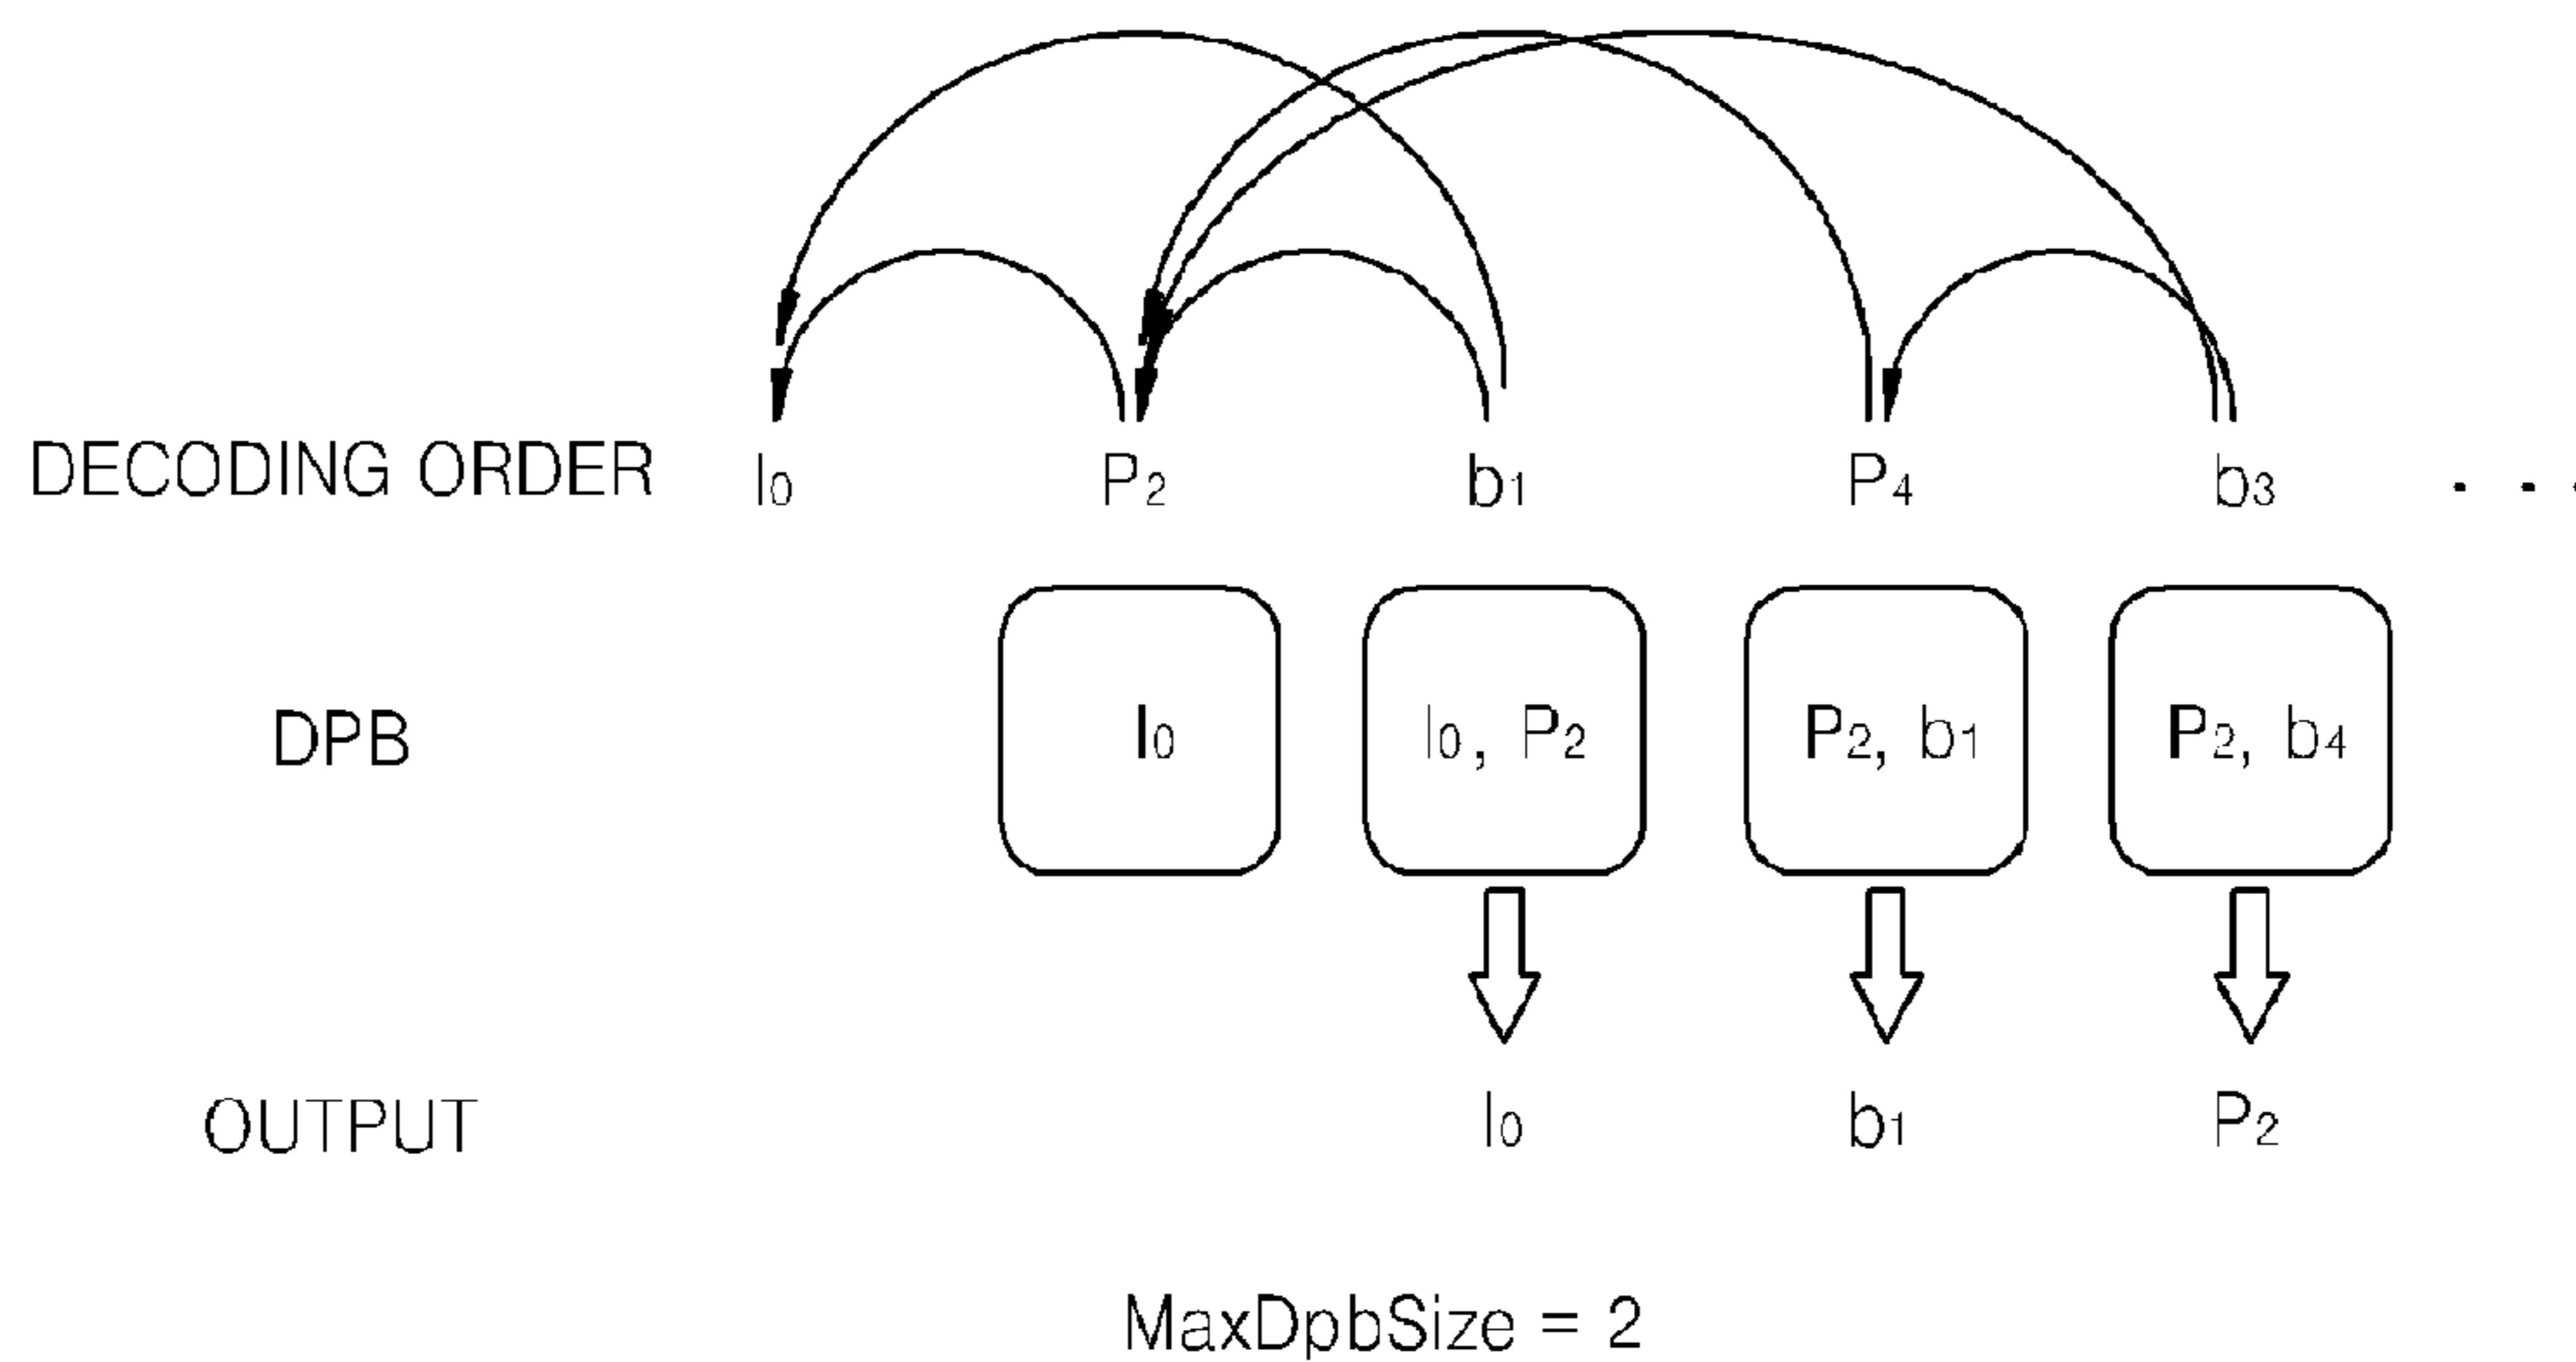 DECODING ORDER I0 P2 b1 P4 b3 . . .
DPB I0 I0, P2 P2, b1 P2, b4
OUTPUT I0 b1 P2
MaxDpbSize = 2